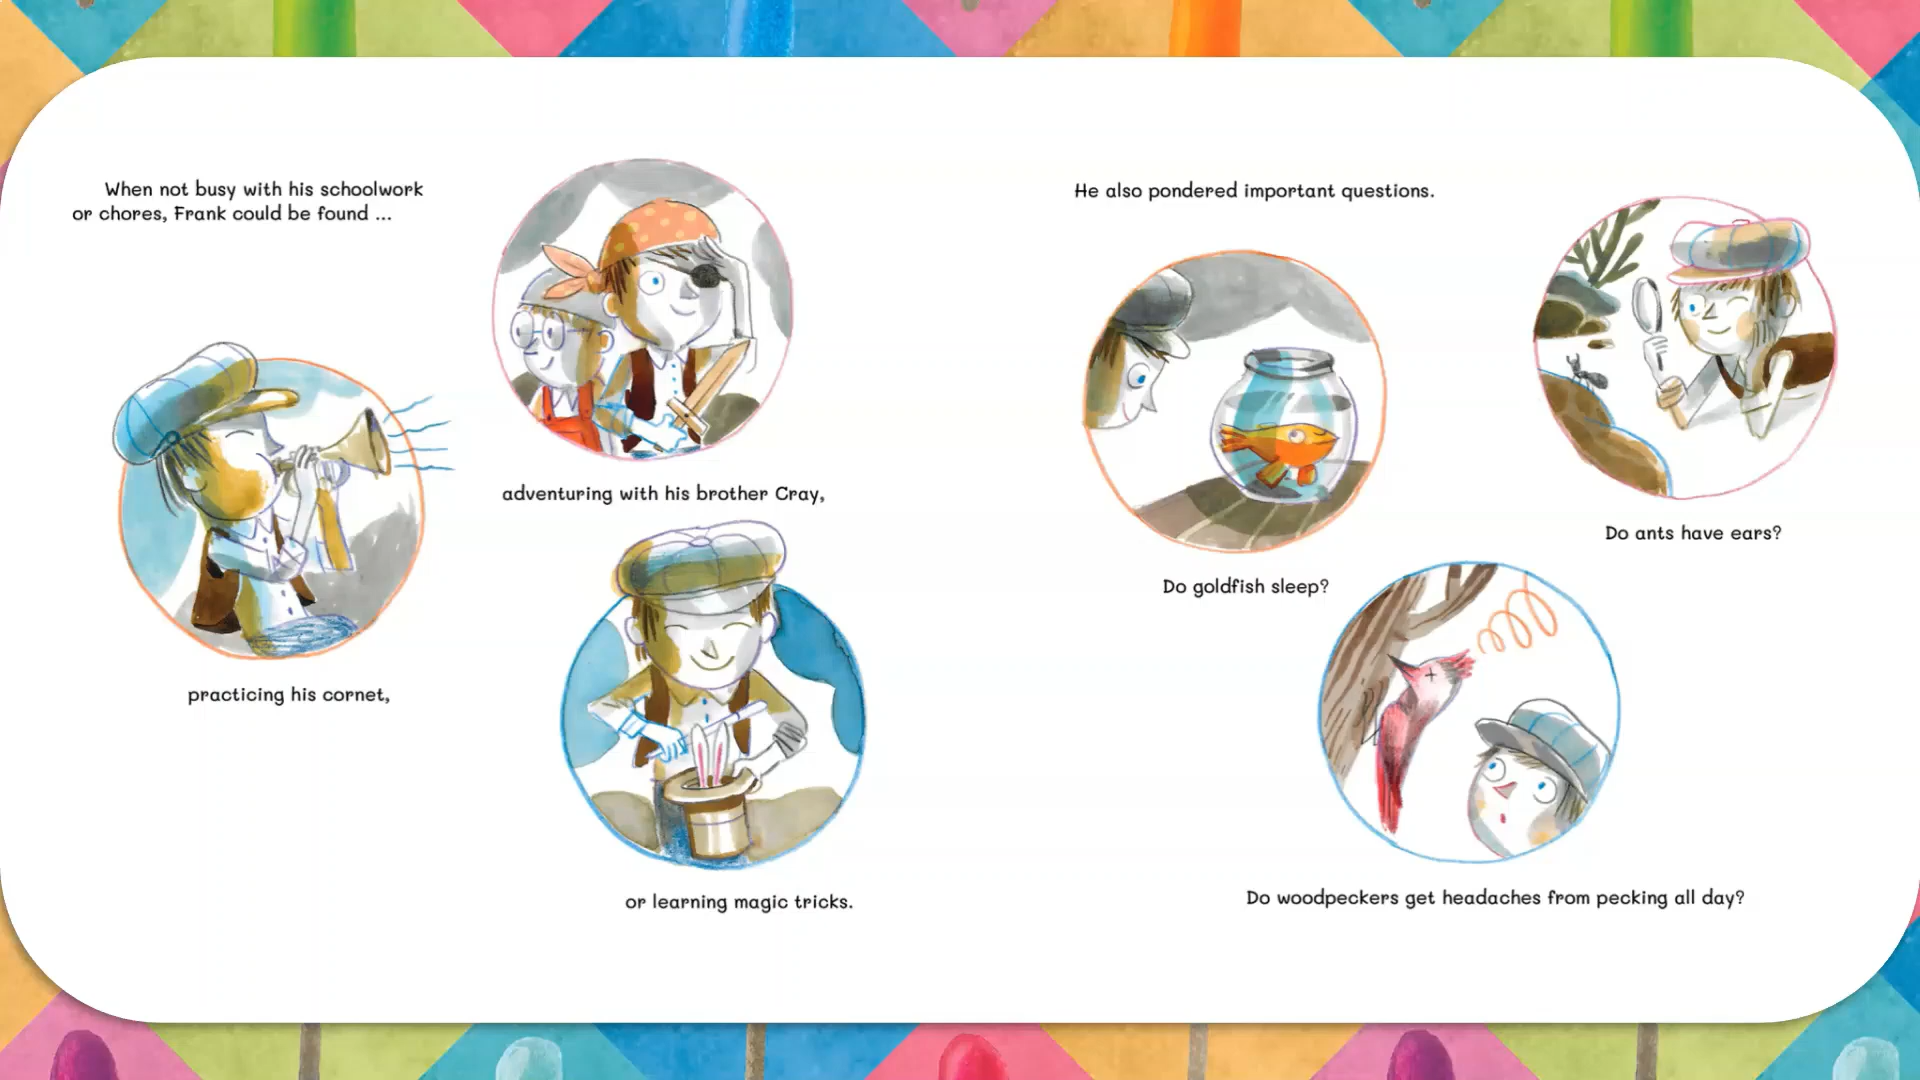 When not busy with his schoolwork
or chores, Frank could be found ...
practicing his cornet,
adventuring with his brother Cray,
or learning magic tricks.
He also pondered important questions.
Do goldfish sleep?
Do ants have ears?
Do woodpeckers get headaches from pecking all day?